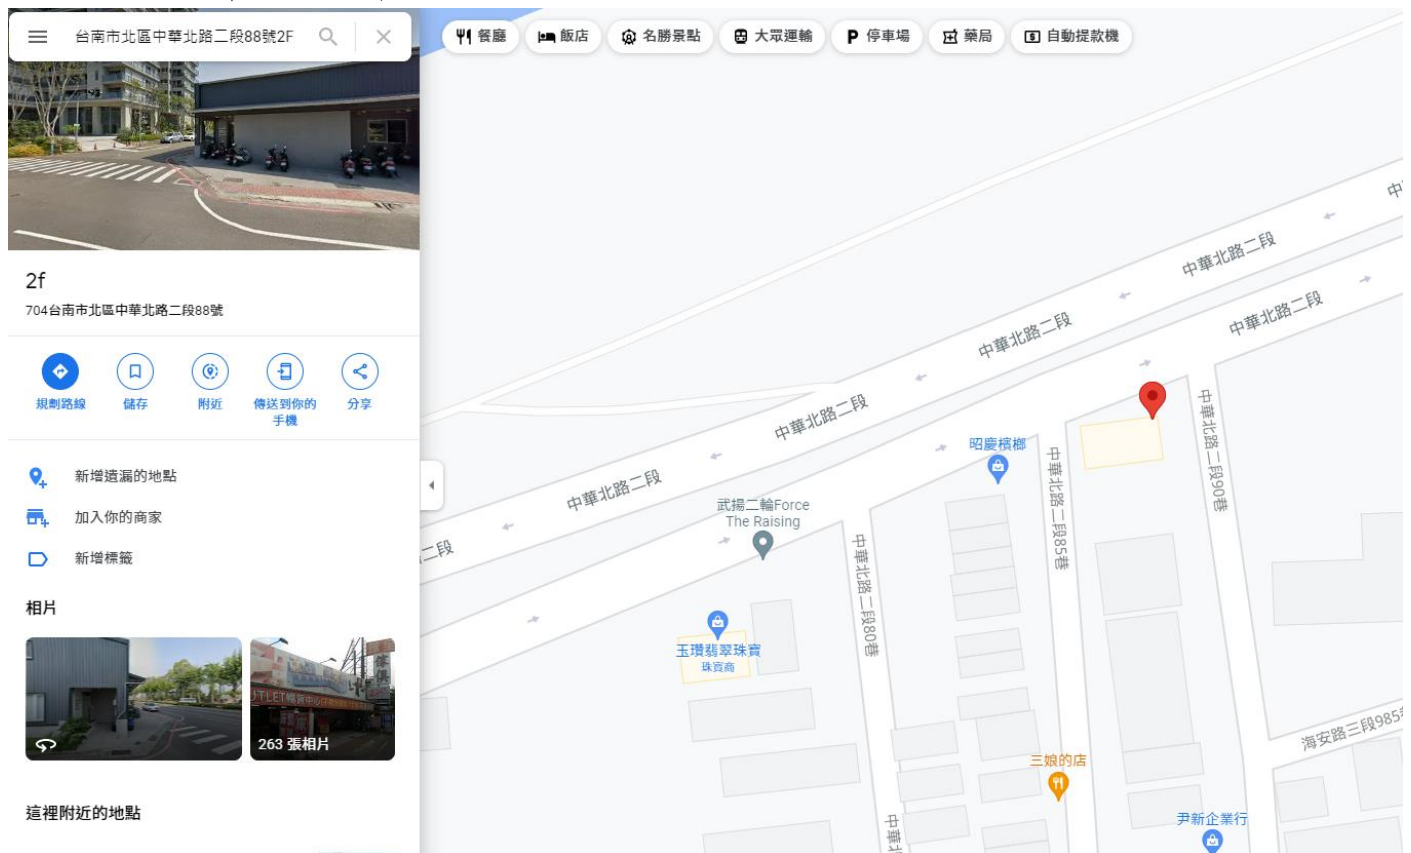 台南市北區中華北路二段88號2F
餐廳
飯店
名勝景點
大眾運輸
P 停車場
藥局
自動提款機
2f
704台南市北區中華北路二段88號
規劃路線
儲存
附近
傳送到你的
手機
分享
新增遺漏的地點
加入你的商家
新增標籤
相片
263 張相片
這裡附近的地點
中華北路二段
中華北路二段
中華北路二段
中華北路二段
中華北路二段
二段
昭慶檳榔
武揚二輪Force
The Raising
玉瓚翡翠珠寶
珠寶商
中華北路二段80巷
中華北路二段85巷
中華北路二段90巷
海安路三段985
三娘的店
尹新企業行
中華